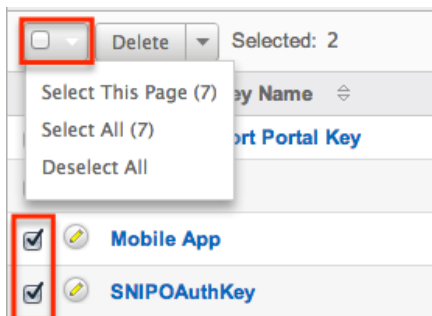 Delete Selected: 2
Select This Page (7)
ey Name
Select All (7)
ort Portal Key
Deselect All
Mobile App
SNIPOAuthKey